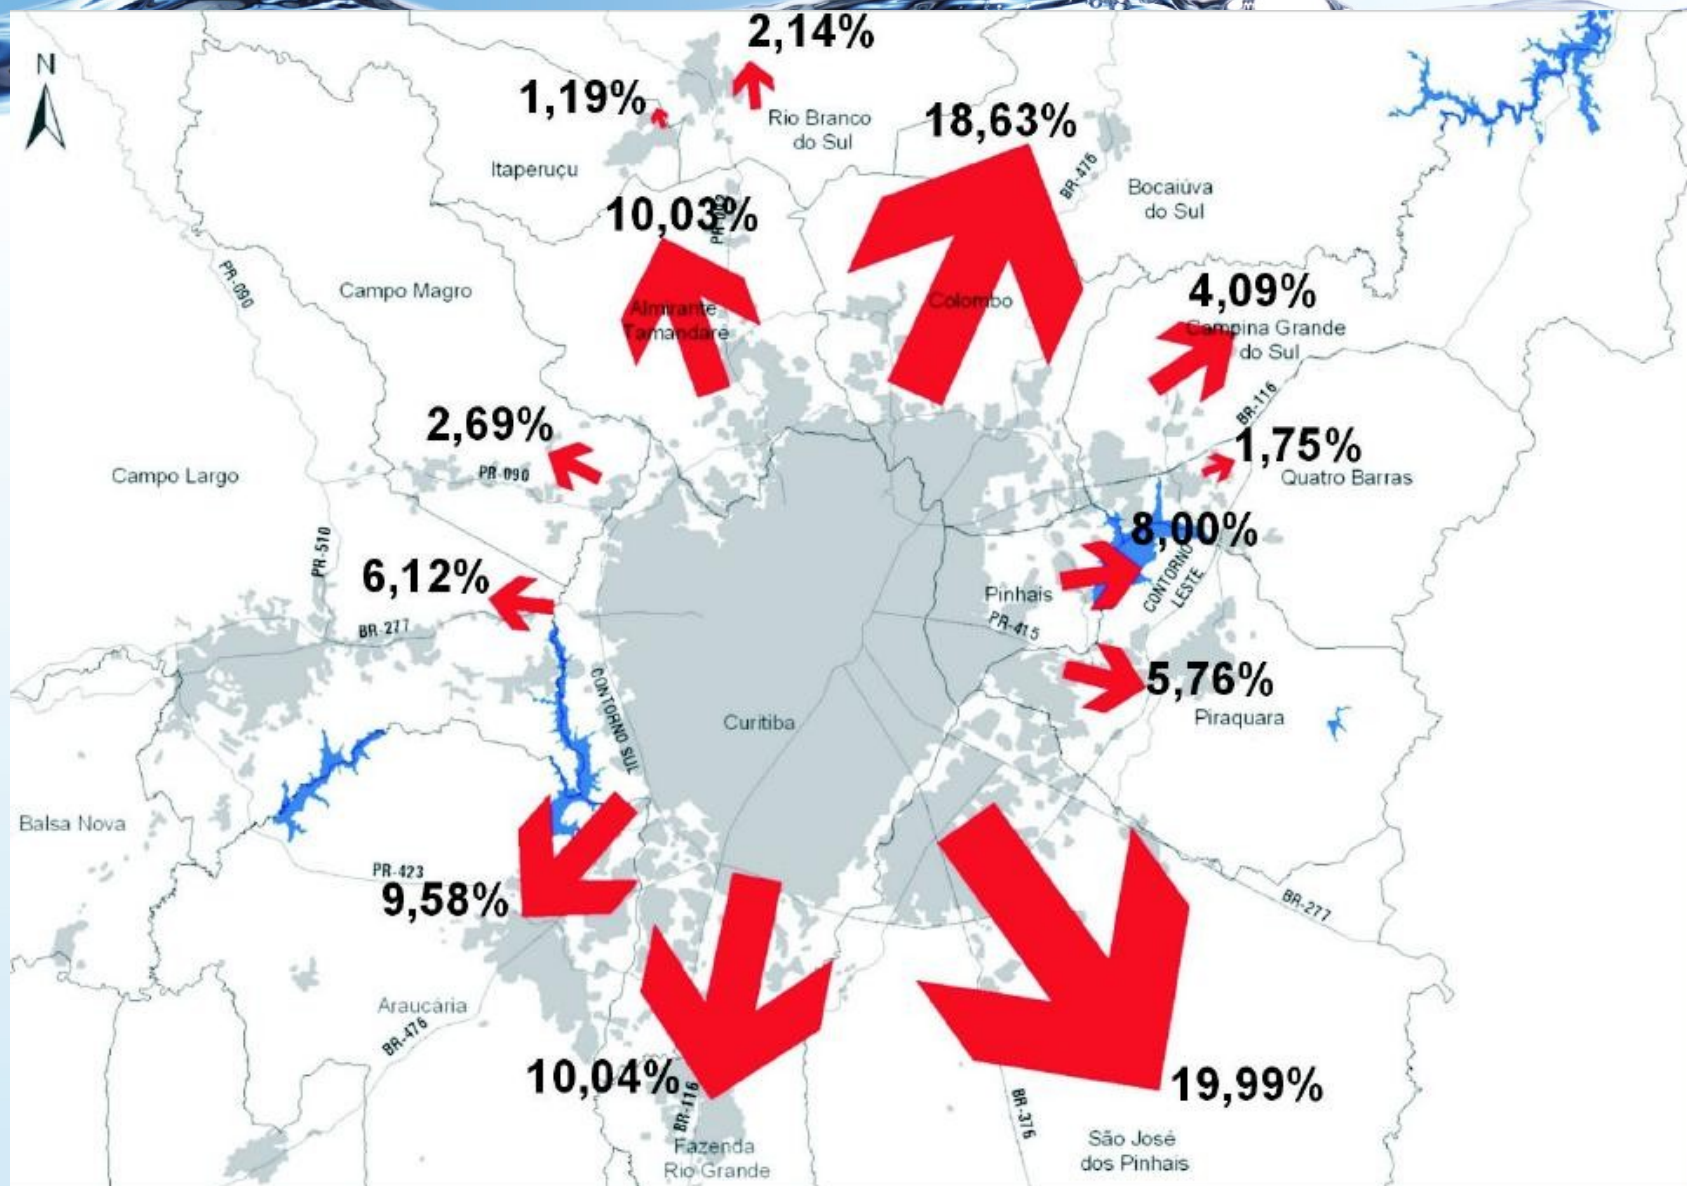 N
2,14%
1,19%
Rio Branco
do Sul
18,63%
Itaperuçu
BR-476
Bocaiúva
do Sul
10,03%
PR-090
Campo Magro
Almirante
Tamandaré
Colombo
4,09%
Campina Grande
do Sul
BR-116
2,69%
PR-090
1,75%
Quatro Barras
Campo Largo
PR-510
8,00%
CONTORNO
LESTE
6,12%
Pinhais
PR-415
BR-277
5,76%
Piraquara
CONTORNO SUL
Curitiba
Balsa Nova
PR-423
9,58%
BR-277
Araucária
BR-476
10,04%
BR-116
19,99%
BR-376
Fazenda
Rio Grande
São José
dos Pinhais